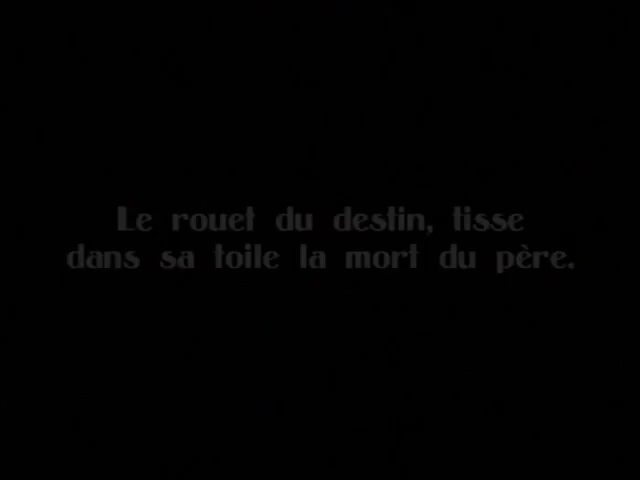 Le rouet du destin, tisse
dans sa toile la mort du père.